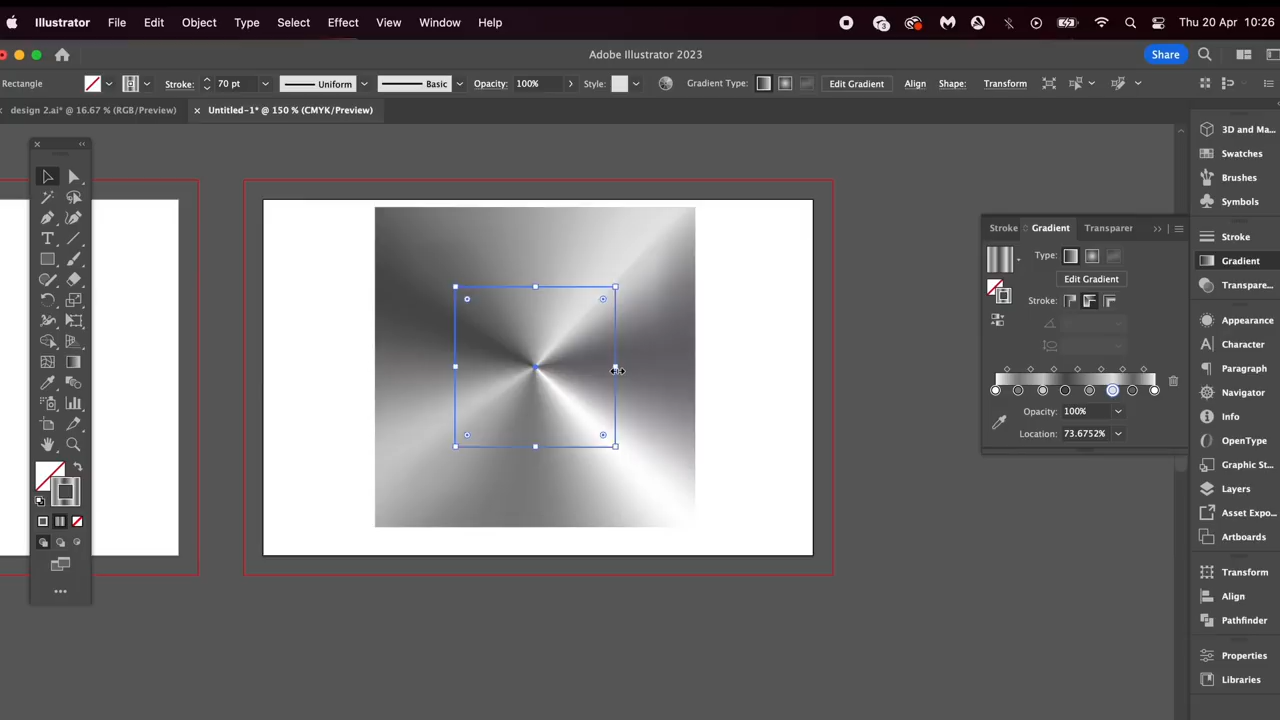 Illustrator File Edit Object Type Select Effect View Window Help Thu 20 Apr 10:26
Adobe Illustrator 2023 Share
Rectangle Stroke: 70 pt Uniform Basic Opacity: 100% Style: Gradient Type: Edit Gradient Align Shape: Transform
design 2.ai* @ 16.67 % (RGB/Preview) Untitled-1* @ 150 % (CMYK/Preview)
Stroke Gradient Transparer
Type:
Edit Gradient
Stroke:
Opacity: 100%
Location: 73.6752%
3D and Ma...
Swatches
Brushes
Symbols
Stroke
Gradient
Transpare...
Appearance
Character
Paragraph
Navigator
Info
OpenType
Graphic St...
Layers
Asset Expo...
Artboards
Transform
Align
Pathfinder
Properties
Libraries